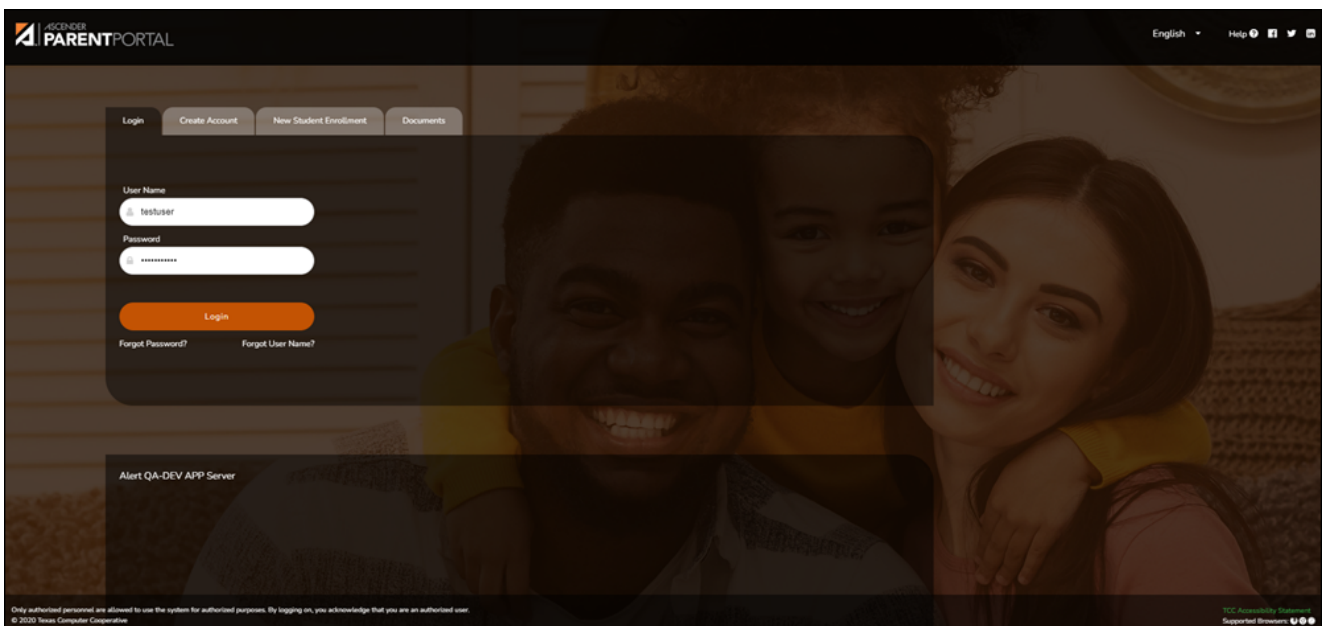 ASCENDER
PARENTPORTAL
English
Help
Login
Create Account
New Student Enrollment
Documents
User Name
testuser
Password
Login
Forgot Password?
Forgot User Name?
Alert QA-DEV APP Server
Only authorized personnel are allowed to use the system for authorized purposes. By logging on, you acknowledge that you are an authorized user.
© 2020 Texas Computer Cooperative
TCC Accessibility Statement
Supported Browsers: